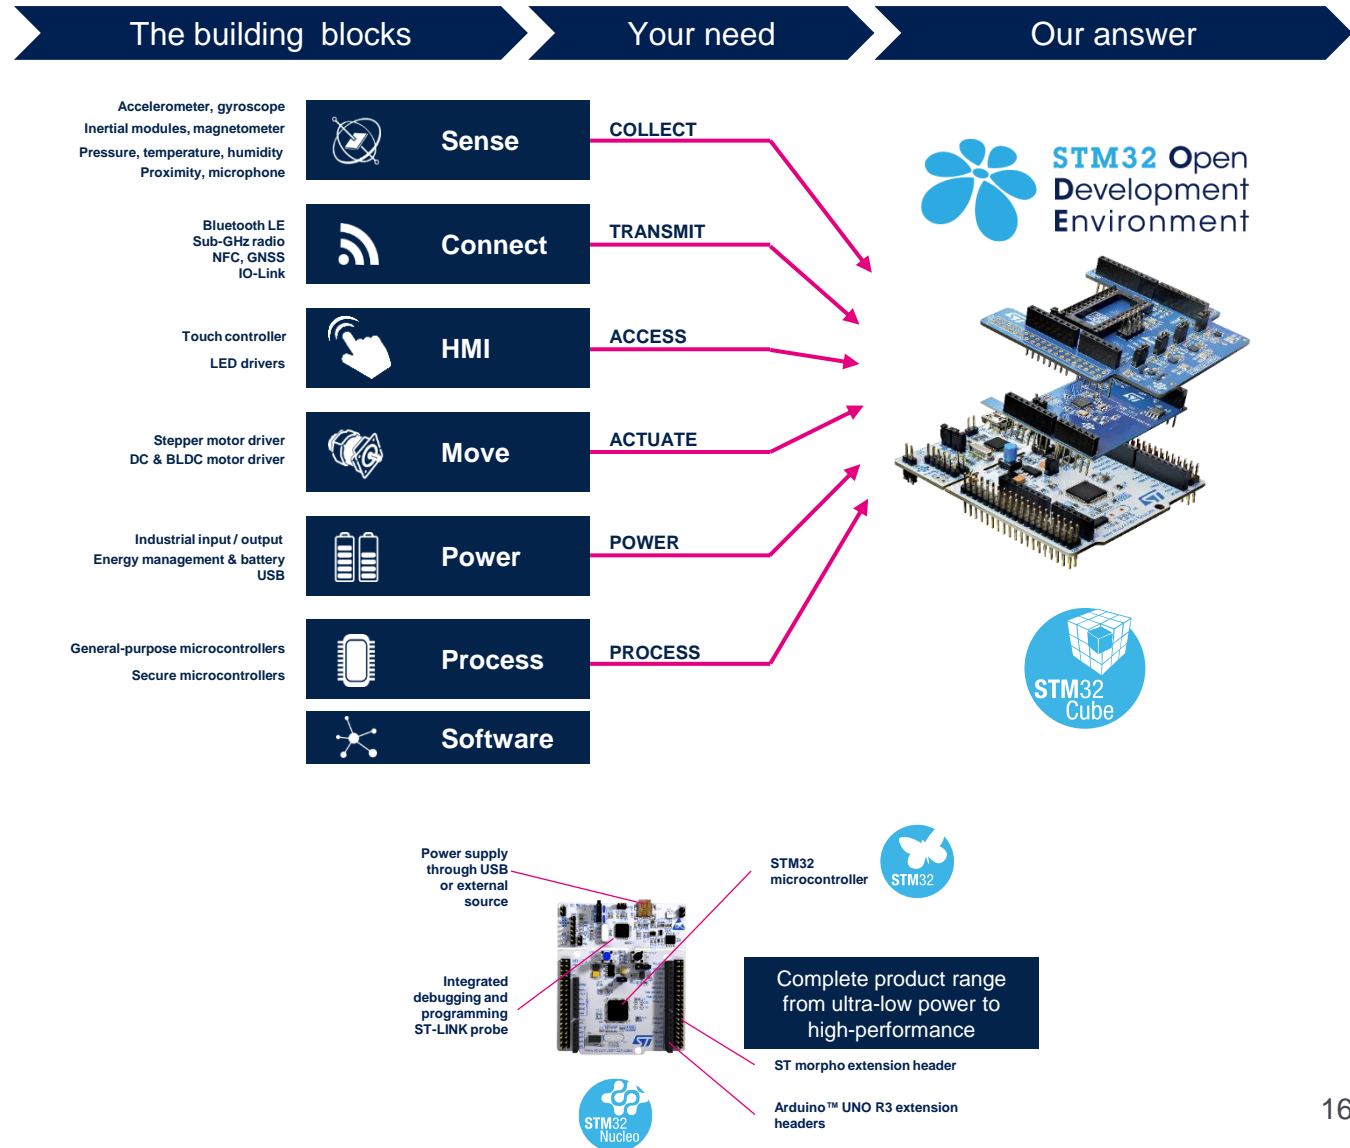 The building blocks
Your need
Our answer
Accelerometer, gyroscope
Inertial modules, magnetometer
Pressure, temperature, humidity
Proximity, microphone
Sense
COLLECT
STM32 Open
Development
Environment
Bluetooth LE
Sub-GHz radio
NFC, GNSS
IO-Link
Connect
TRANSMIT
Touch controller
LED drivers
HMI
ACCESS
Stepper motor driver
DC & BLDC motor driver
Move
ACTUATE
Industrial input / output
Energy management & battery
USB
Power
POWER
General-purpose microcontrollers
Secure microcontrollers
Process
PROCESS
STM32
Cube
Software
Power supply
through USB
or external
source
STM32
microcontroller
STM32
Integrated
debugging and
programming
ST-LINK probe
Complete product range
from ultra-low power to
high-performance
ST morpho extension header
Arduino™ UNO R3 extension
headers
STM32
Nucleo
16